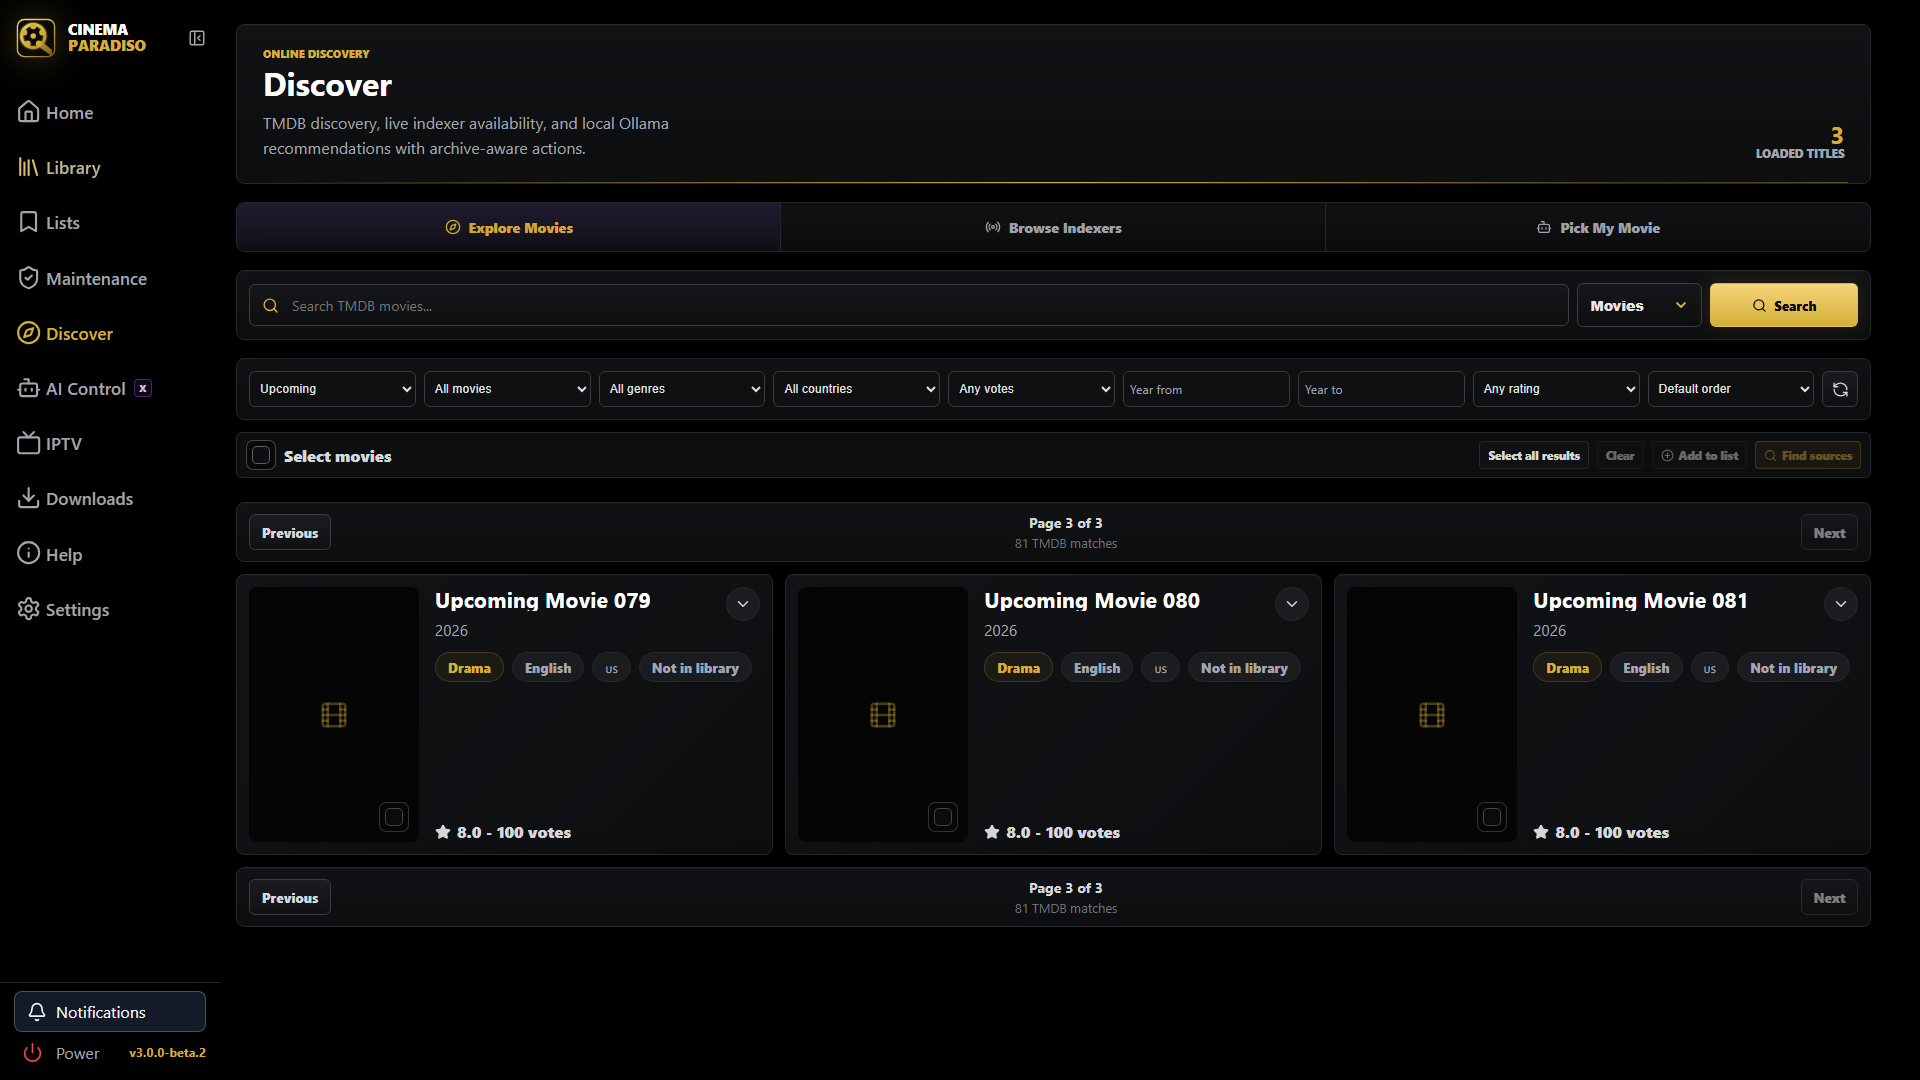 CINEMA
PARADISO
Home
Library
Lists
Maintenance
Discover
AI Control x
IPTV
Downloads
Help
Settings
Notifications
Power v3.0.0-beta.2
ONLINE DISCOVERY
Discover
TMDB discovery, live indexer availability, and local Ollama
recommendations with archive-aware actions.
3
LOADED TITLES
Explore Movies
Browse Indexers
Pick My Movie
Search TMDB movies...
Movies
Search
Upcoming
All movies
All genres
All countries
Any votes
Year from
Year to
Any rating
Default order
Select movies
Select all results
Clear
Add to list
Find sources
Previous
Page 3 of 3
81 TMDB matches
Next
Upcoming Movie 079
2026
Drama English us Not in library
8.0 - 100 votes
Upcoming Movie 080
2026
Drama English us Not in library
8.0 - 100 votes
Upcoming Movie 081
2026
Drama English us Not in library
8.0 - 100 votes
Previous
Page 3 of 3
81 TMDB matches
Next